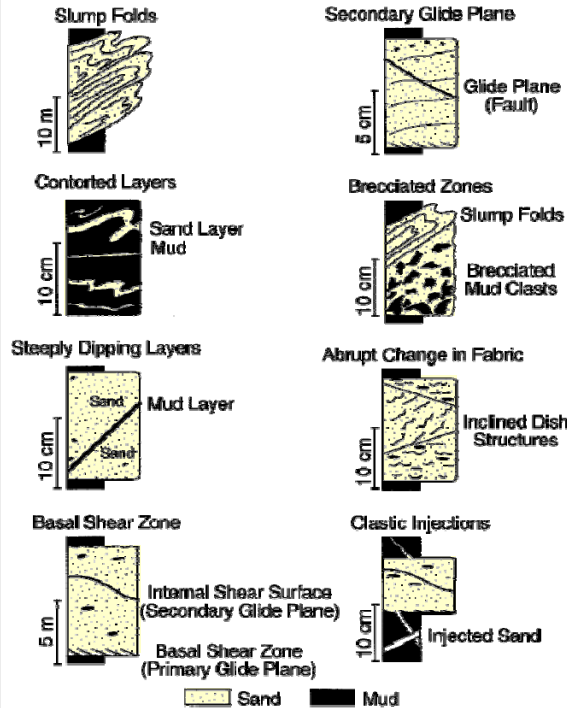 Slump Folds
10 m
Secondary Glide Plane
Glide Plane
(Fault)
5 cm
Contorted Layers
Sand Layer
Mud
10 cm
Brecciated Zones
Slump Folds
Brecciated
Mud Clasts
10 cm
Steeply Dipping Layers
Sand
Mud Layer
Sand
10 cm
Abrupt Change in Fabric
Inclined Dish
Structures
10 cm
Basal Shear Zone
Internal Shear Surface
(Secondary Glide Plane)
5 m
Basal Shear Zone
(Primary Glide Plane)
Clastic Injections
10 cm
Injected Sand
Sand
Mud